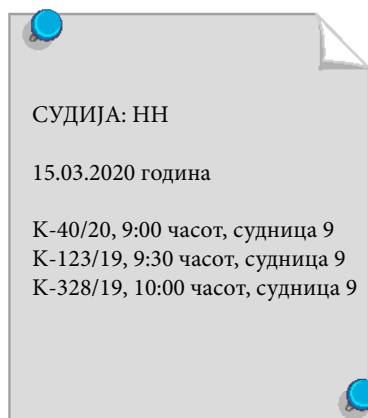 СУДИЈА: НН
15.03.2020 година
К-40/20, 9:00 часот, судница 9
К-123/19, 9:30 часот, судница 9
К-328/19, 10:00 часот, судница 9